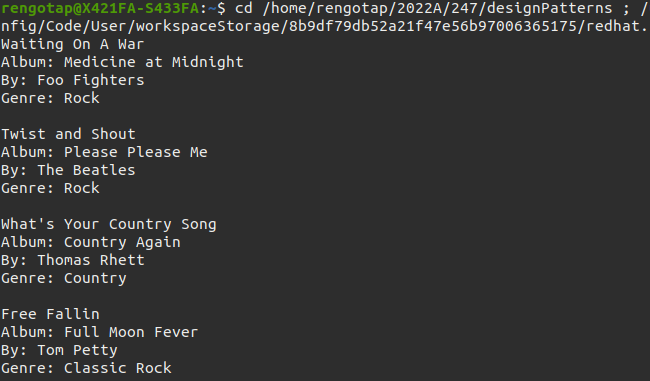 rengotap@X421FA-S433FA:~$ cd /home/rengotap/2022A/247/designPatterns ; /
nfig/Code/User/workspaceStorage/8b9df79db52a21f47e56b97006365175/redhat.
Waiting On A War
Album: Medicine at Midnight
By: Foo Fighters
Genre: Rock
Twist and Shout
Album: Please Please Me
By: The Beatles
Genre: Rock
What's Your Country Song
Album: Country Again
By: Thomas Rhett
Genre: Country
Free Fallin
Album: Full Moon Fever
By: Tom Petty
Genre: Classic Rock